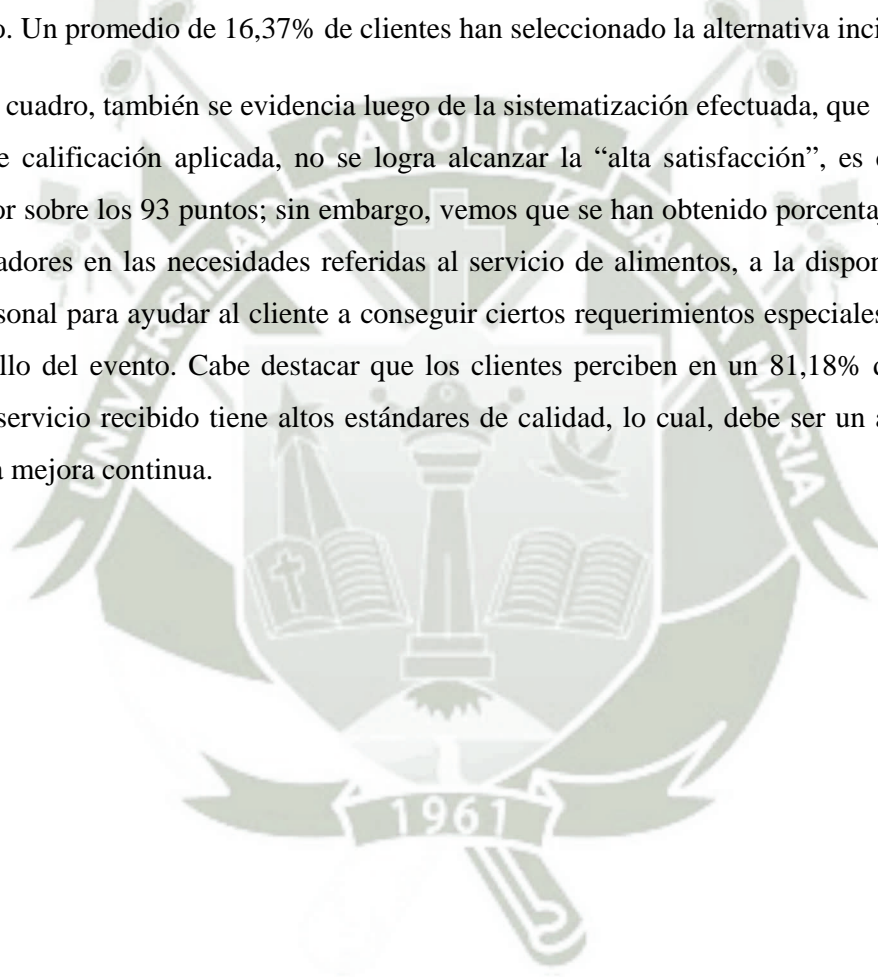 o. Un promedio de 16,37% de clientes han seleccionado la alternativa inci
cuadro, también se evidencia luego de la sistematización efectuada, que
e calificación aplicada, no se logra alcanzar la “alta satisfacción”, es
or sobre los 93 puntos; sin embargo, vemos que se han obtenido porcenta
adores en las necesidades referidas al servicio de alimentos, a la dispon
sonal para ayudar al cliente a conseguir ciertos requerimientos especiales
llo del evento. Cabe destacar que los clientes perciben en un 81,18%
servicio recibido tiene altos estándares de calidad, lo cual, debe ser un
a mejora continua.
UNIVERSIDAD CATOLICA SANTA MARIA
1961